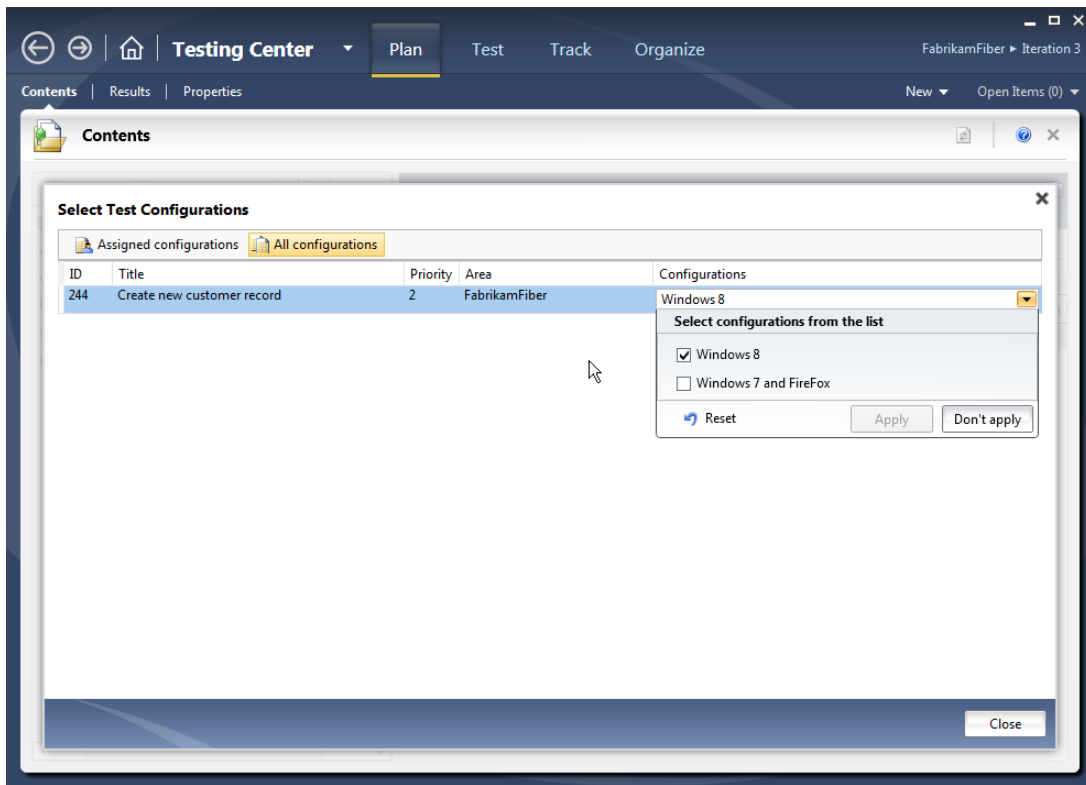 Testing Center Plan Test Track Organize FabrikamFiber ▸ Iteration 3
Contents | Results | Properties New Open Items (0)
Contents
Select Test Configurations
Assigned configurations All configurations
ID Title Priority Area Configurations
244 Create new customer record 2 FabrikamFiber Windows 8
Select configurations from the list
Windows 8
Windows 7 and FireFox
Reset Apply Don't apply
Close